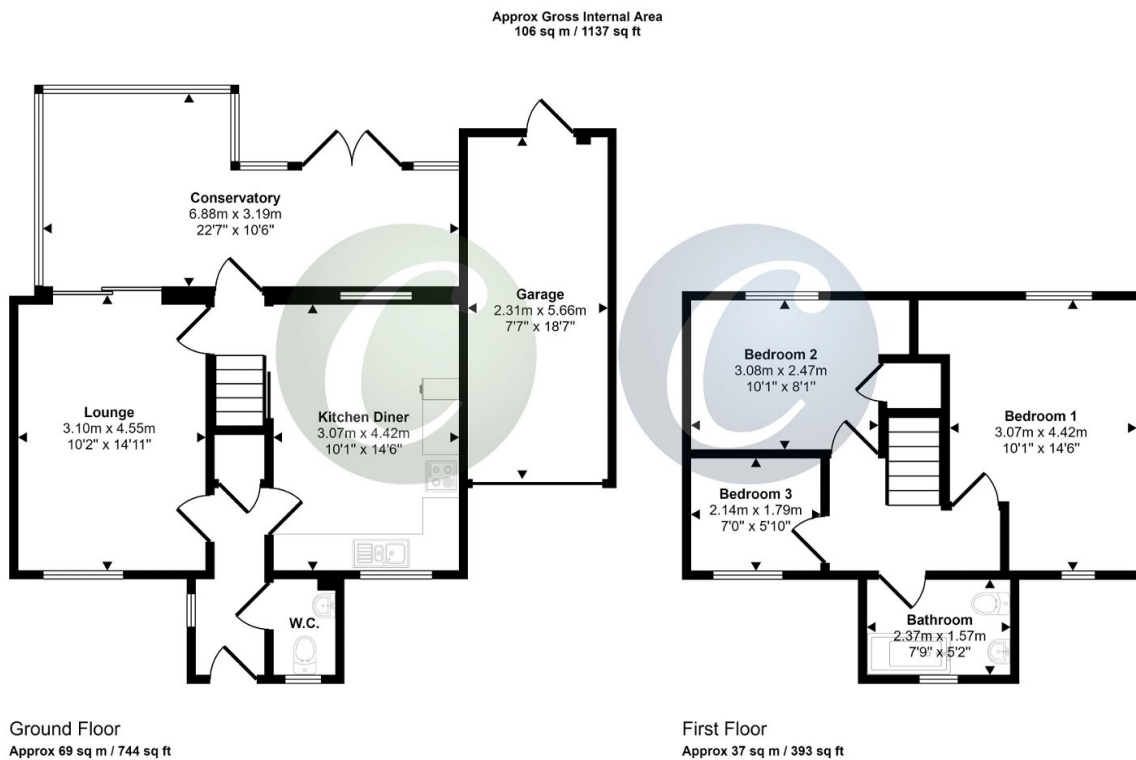 Approx Gross Internal Area
106 sq m / 1137 sq ft
Conservatory
6.88m x 3.19m
22'7" x 10'6"
Garage
2.31m x 5.66m
7'7" x 18'7"
Lounge
3.10m x 4.55m
10'2" x 14'11"
Kitchen Diner
3.07m x 4.42m
10'1" x 14'6"
W.C.
Bedroom 2
3.08m x 2.47m
10'1" x 8'1"
Bedroom 1
3.07m x 4.42m
10'1" x 14'6"
Bedroom 3
2.14m x 1.79m
7'0" x 5'10"
Bathroom
2.37m x 1.57m
7'9" x 5'2"
C
C
Ground Floor
Approx 69 sq m / 744 sq ft
First Floor
Approx 37 sq m / 393 sq ft